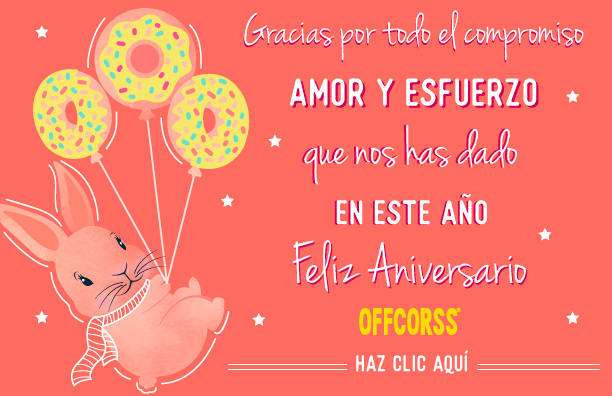 Gracias por todo el compromiso
AMOR Y ESFUERZO
que nos has dado
EN ESTE AÑO
Feliz Aniversario
OFFCORSS
HAZ CLIC AQUÍ